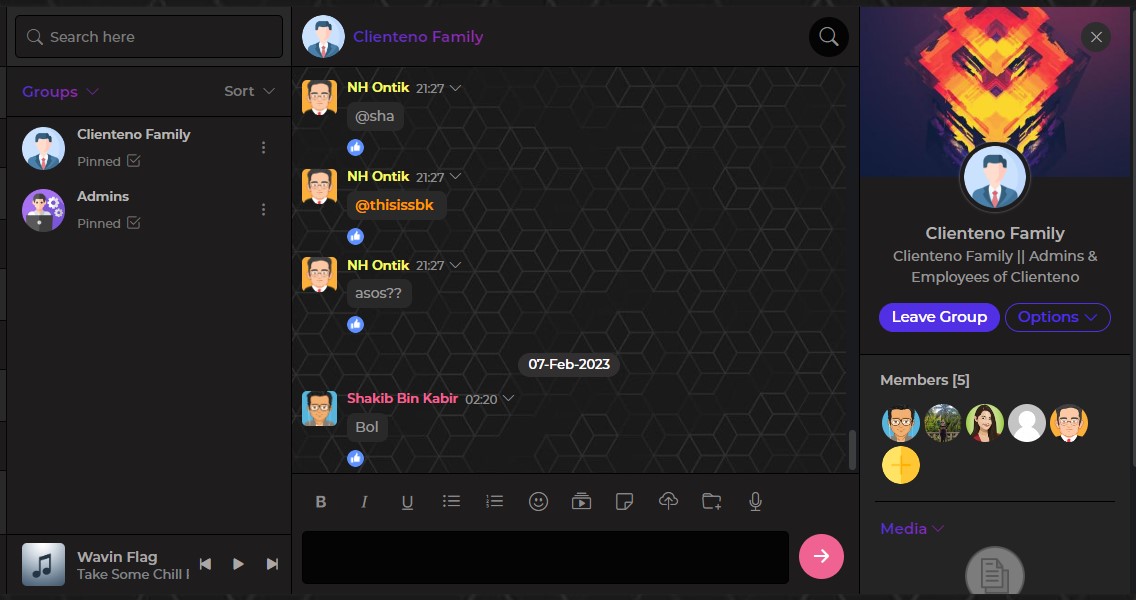 Search here
Groups
Sort
Clienteno Family
Pinned
Admins
Pinned
Wavin Flag
Take Some Chill
Clienteno Family
NH Ontik 21:27
@sha
NH Ontik 21:27
@thisissbk
NH Ontik 21:27
asos??
07-Feb-2023
Shakib Bin Kabir 02:20
Bol
B I U
Clienteno Family
Clienteno Family || Admins &
Employees of Clienteno
Leave Group
Options
Members [5]
Media